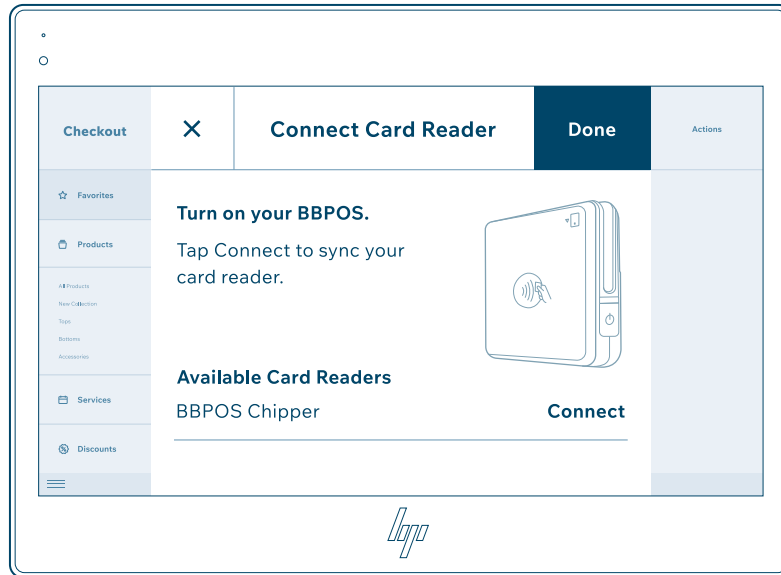 Checkout
Connect Card Reader
Done
Actions
Favorites
Products
All Products
New Collection
Tops
Bottoms
Accessories
Services
Discounts
Turn on your BBPOS.
Tap Connect to sync your
card reader.
Available Card Readers
BBPOS Chipper
Connect
hp